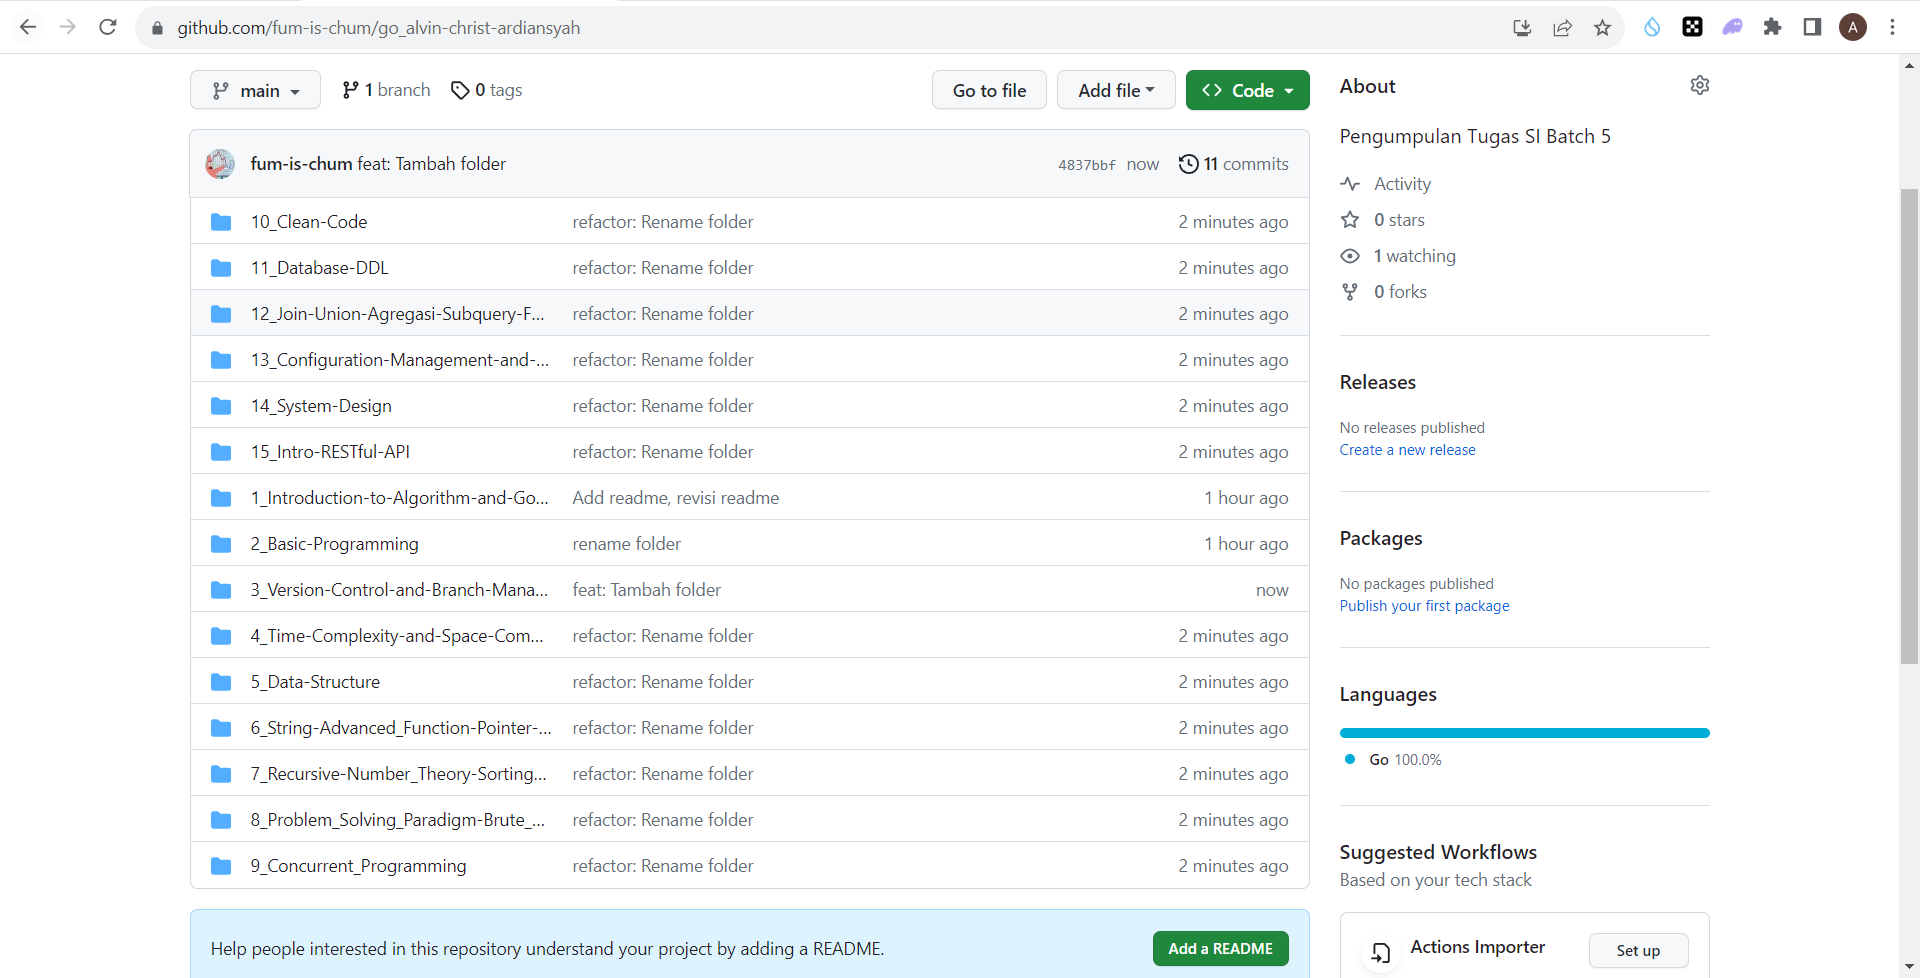 github.com/fum-is-chum/go_alvin-christ-ardiansyah
A
main
1 branch
0 tags
Go to file
Add file
Code
fum-is-chum feat: Tambah folder
4837bbf now
11 commits
10_Clean-Code refactor: Rename folder 2 minutes ago
11_Database-DDL refactor: Rename folder 2 minutes ago
12_Join-Union-Agregasi-Subquery-F... refactor: Rename folder 2 minutes ago
13_Configuration-Management-and-... refactor: Rename folder 2 minutes ago
14_System-Design refactor: Rename folder 2 minutes ago
15_Intro-RESTful-API refactor: Rename folder 2 minutes ago
1_Introduction-to-Algorithm-and-Go... Add readme, revisi readme 1 hour ago
2_Basic-Programming rename folder 1 hour ago
3_Version-Control-and-Branch-Mana... feat: Tambah folder now
4_Time-Complexity-and-Space-Com... refactor: Rename folder 2 minutes ago
5_Data-Structure refactor: Rename folder 2 minutes ago
6_String-Advanced_Function-Pointer-... refactor: Rename folder 2 minutes ago
7_Recursive-Number_Theory-Sorting... refactor: Rename folder 2 minutes ago
8_Problem_Solving_Paradigm-Brute_... refactor: Rename folder 2 minutes ago
9_Concurrent_Programming refactor: Rename folder 2 minutes ago
Help people interested in this repository understand your project by adding a README.
Add a README
About
Pengumpulan Tugas SI Batch 5
Activity
0 stars
1 watching
0 forks
Releases
No releases published
Create a new release
Packages
No packages published
Publish your first package
Languages
Go 100.0%
Suggested Workflows
Based on your tech stack
Actions Importer
Set up